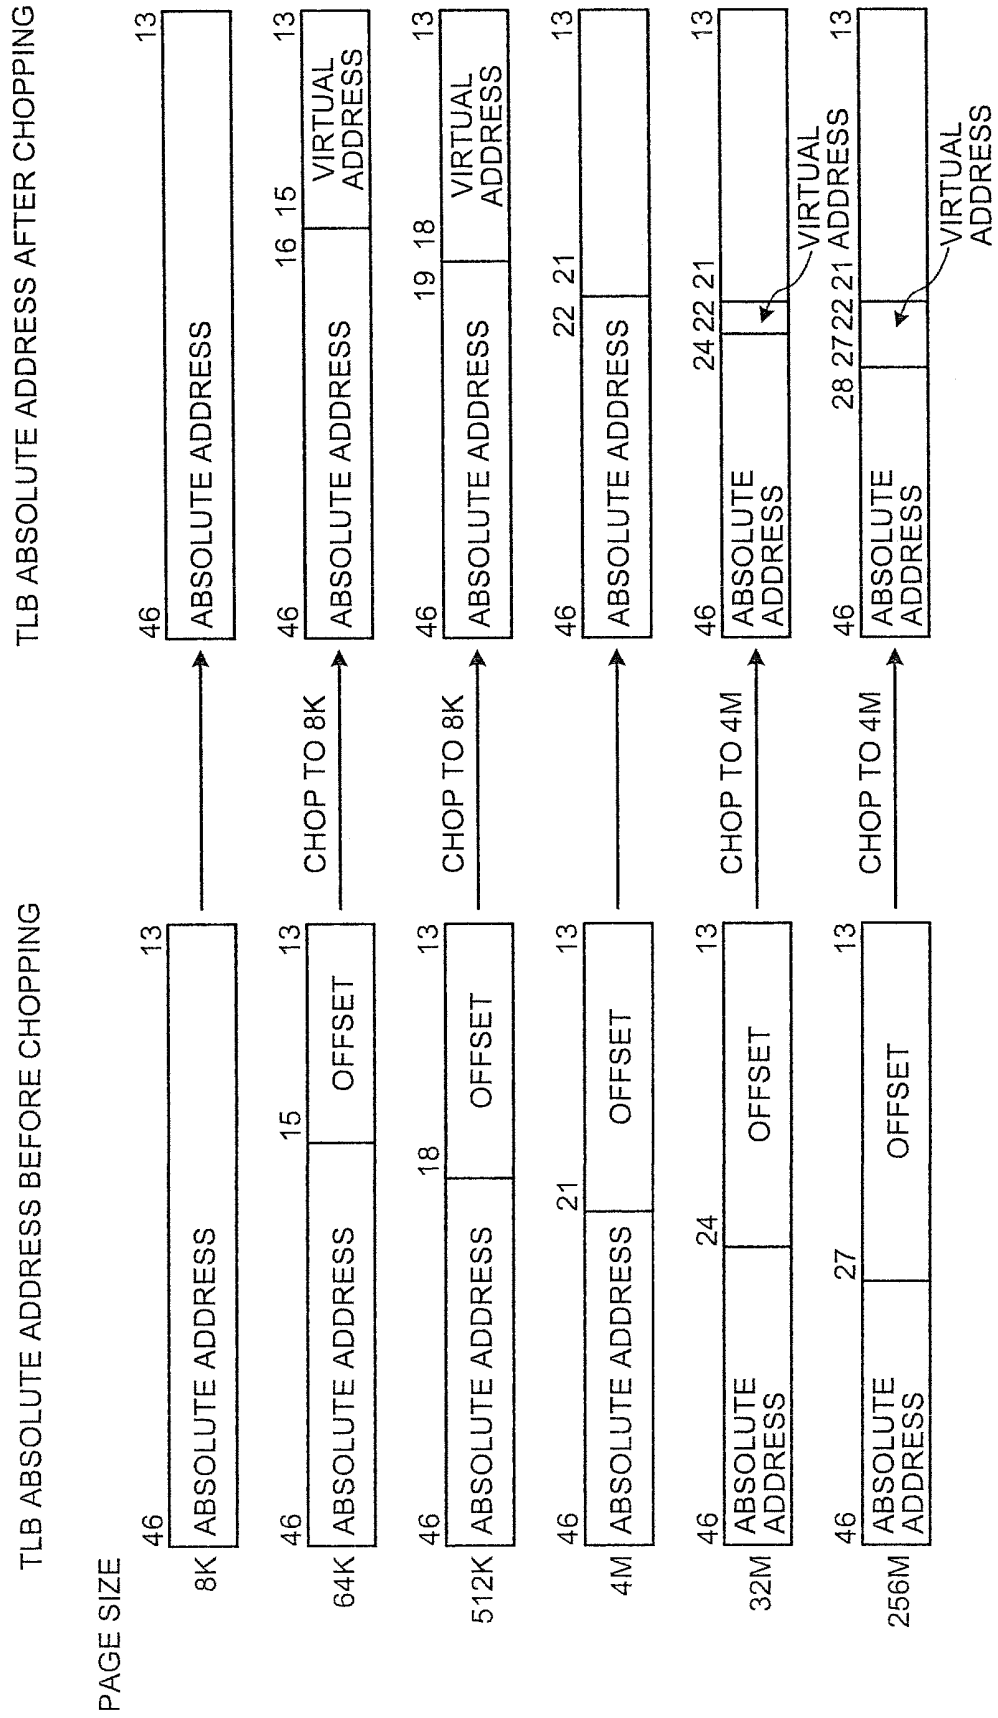 TLB ABSOLUTE ADDRESS BEFORE CHOPPING
TLB ABSOLUTE ADDRESS AFTER CHOPPING
PAGE SIZE
46 13
46 13
8K
ABSOLUTE ADDRESS
ABSOLUTE ADDRESS
46 15 13
46 16 15 13
64K
ABSOLUTE ADDRESS
OFFSET
CHOP TO 8K
ABSOLUTE ADDRESS
VIRTUAL
ADDRESS
46 18 13
46 19 18 13
512K
ABSOLUTE ADDRESS
OFFSET
CHOP TO 8K
ABSOLUTE ADDRESS
VIRTUAL
ADDRESS
46 21 13
46 22 21 13
4M
ABSOLUTE ADDRESS
OFFSET
ABSOLUTE ADDRESS
46 24 13
46 24 22 21 13
32M
ABSOLUTE
ADDRESS
OFFSET
CHOP TO 4M
ABSOLUTE
ADDRESS
VIRTUAL
ADDRESS
46 27 13
46 28 27 22 21 13
256M
ABSOLUTE
ADDRESS
OFFSET
CHOP TO 4M
ABSOLUTE
ADDRESS
VIRTUAL
ADDRESS